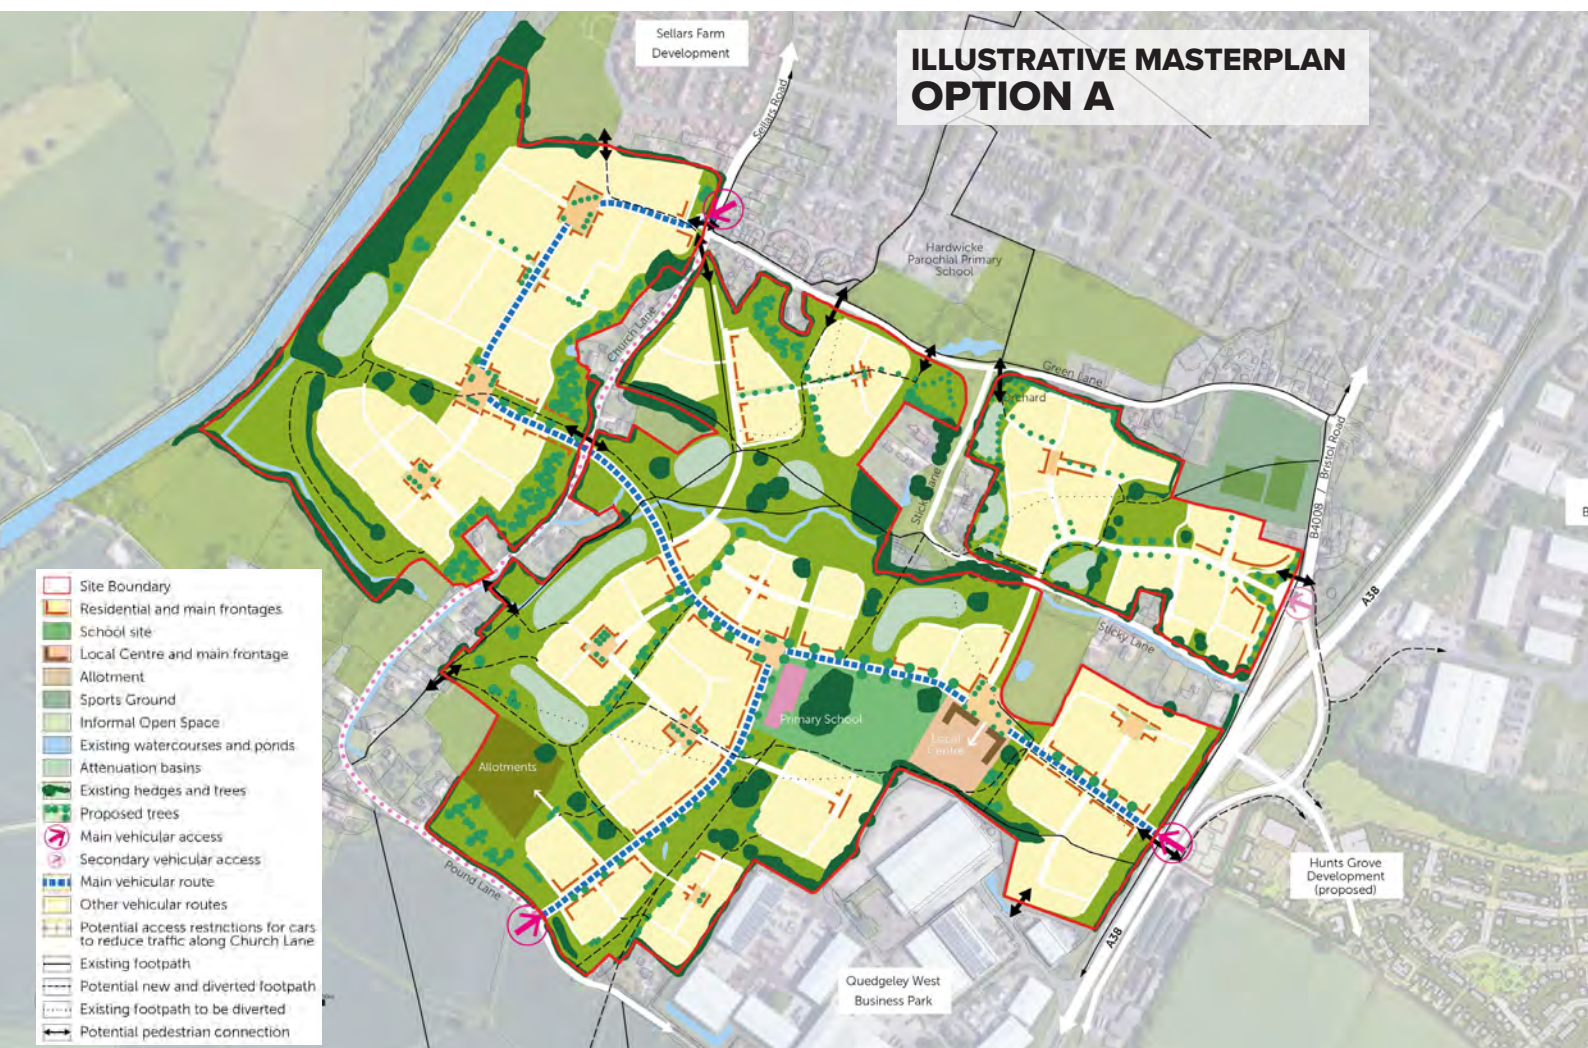 ILLUSTRATIVE MASTERPLAN
OPTION A
Sellars Farm
Development
Sellars Road
Hardwicke
Parochial Primary
School
Church Lane
Green Lane
Orchard
B4008 / Bristol Road
A38
Sticky Lane
Sticky Lane
Primary School
Local
Centre
Allotments
Pound Lane
Hunts Grove
Development
(proposed)
A38
Quedgeley West
Business Park
B
Site Boundary
Residential and main frontages
School site
Local Centre and main frontage
Allotment
Sports Ground
Informal Open Space
Existing watercourses and ponds
Attenuation basins
Existing hedges and trees
Proposed trees
Main vehicular access
Secondary vehicular access
Main vehicular route
Other vehicular routes
Potential access restrictions for cars
to reduce traffic along Church Lane
Existing footpath
Potential new and diverted footpath
Existing footpath to be diverted
Potential pedestrian connection